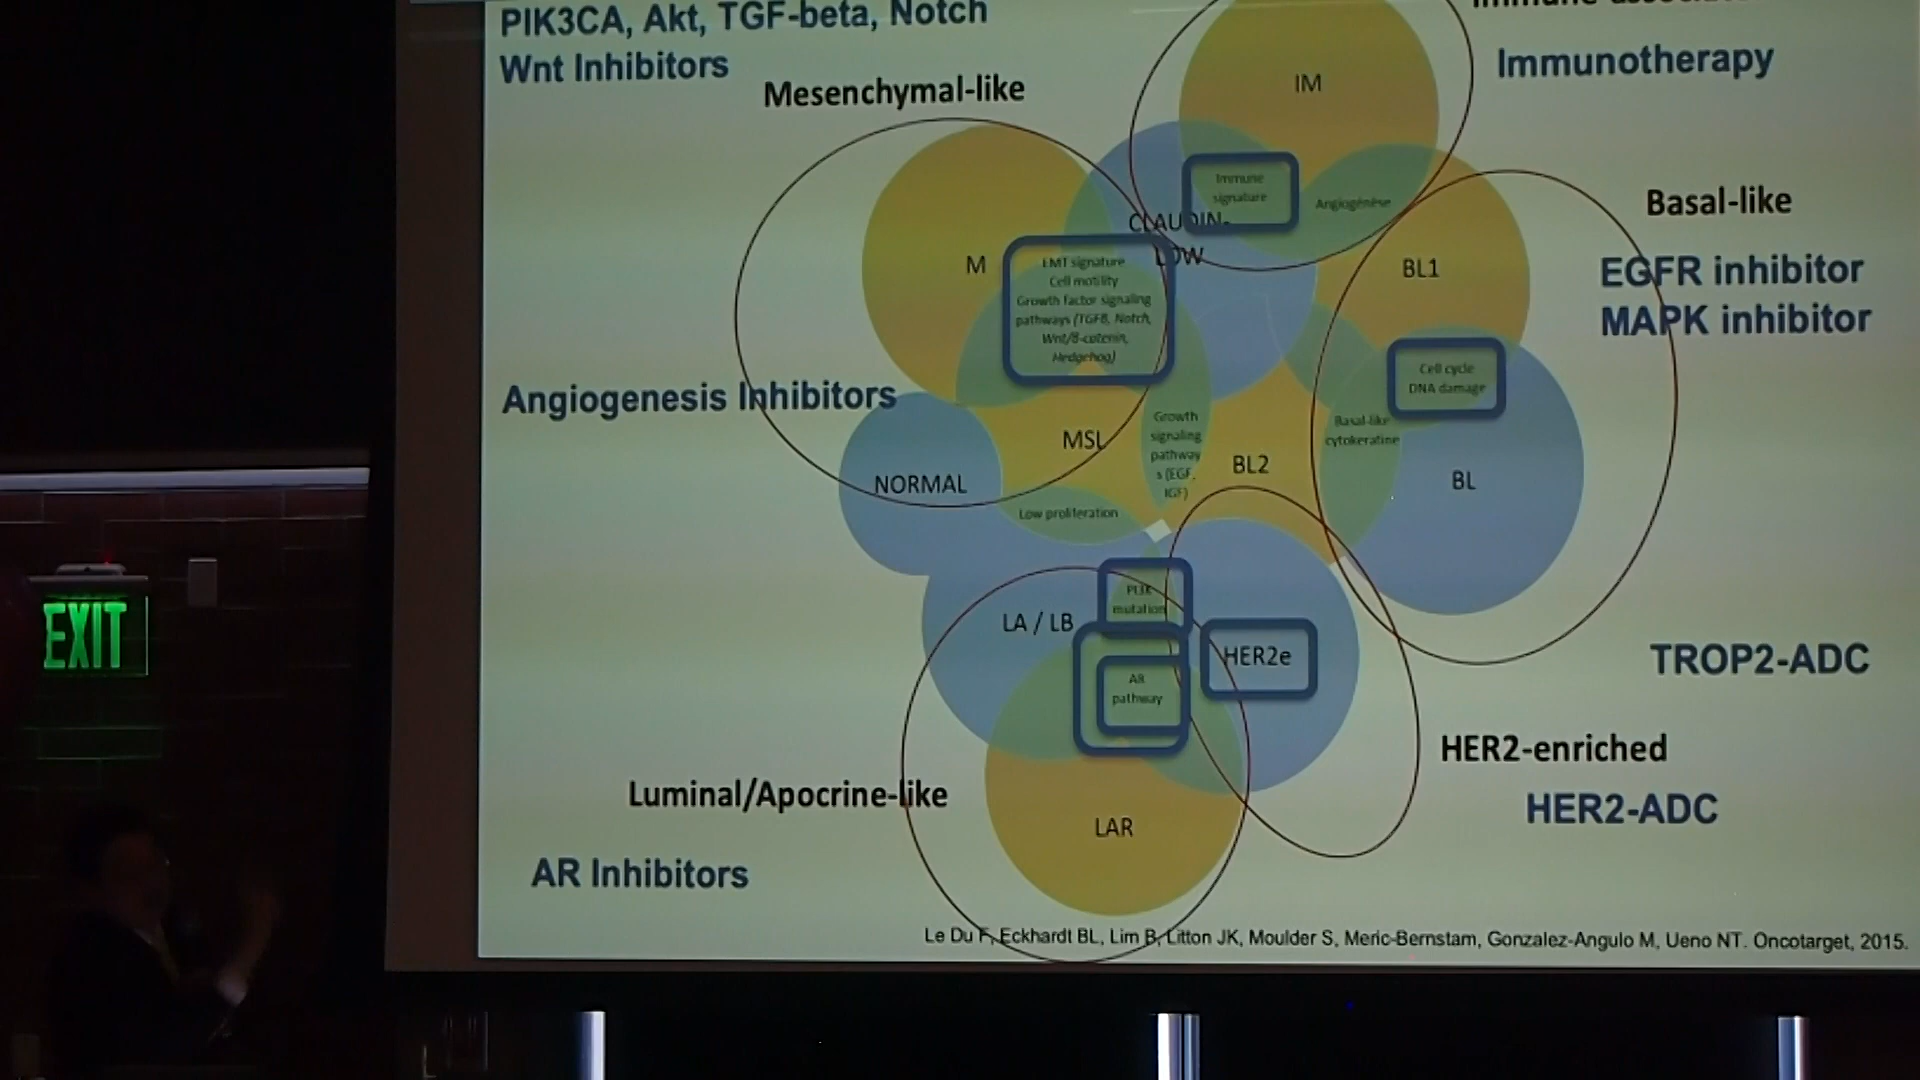 PIK3CA, Akt, TGF-beta, Notch
Wnt Inhibitors
Mesenchymal-like
Immunotherapy
IM
Immune
signature
Angiogenèse
CLAUDIN-
LOW
Basal-like
EGFR inhibitor
MAPK inhibitor
M
EMT signature
Cell motility
Growth factor signaling
pathways (TGFB, Notch,
Wnt/B-catenin,
Hedgehog)
BL1
Cell cycle
DNA damage
Angiogenesis Inhibitors
MSL
Growth
signaling
pathway
s (EGF,
IGF)
Basal-like
cytokeratine
BL2
BL
NORMAL
Low proliferation
PI3K
mutation
LA / LB
HER2e
AR
pathway
TROP2-ADC
HER2-enriched
HER2-ADC
Luminal/Apocrine-like
LAR
AR Inhibitors
Le Du F, Eckhardt BL, Lim B, Litton JK, Moulder S, Meric-Bernstam, Gonzalez-Angulo M, Ueno NT. Oncotarget, 2015.
EXIT